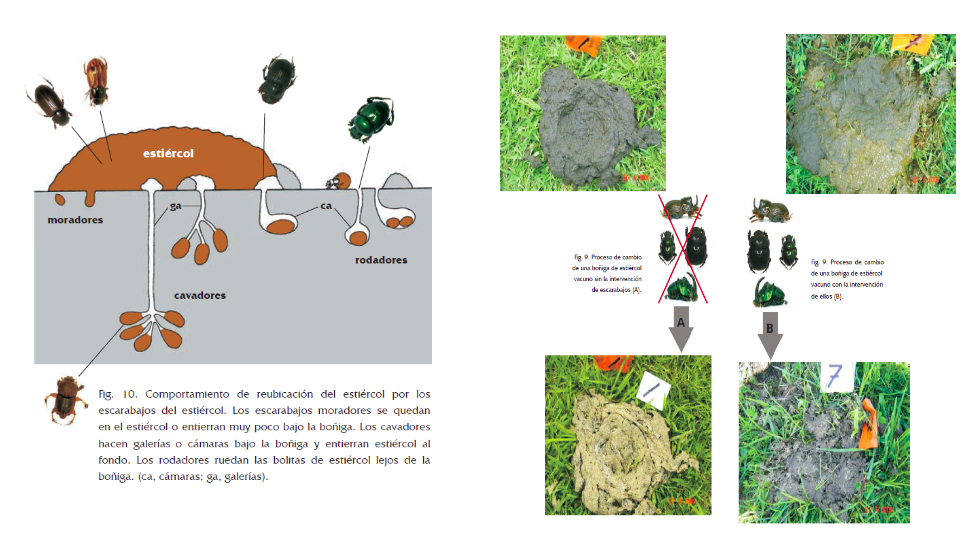 estiércol
ga
ca
moradores
rodadores
cavadores
Fig. 10. Comportamiento de reubicación del estiércol por los
escarabajos del estiércol. Los escarabajos moradores se quedan
en el estiércol o entierran muy poco bajo la boñiga. Los cavadores
hacen galerías o cámaras bajo la boñiga y entierran estiércol al
fondo. Los rodadores ruedan las bolitas de estiércol lejos de la
boñiga. (ca, cámaras; ga, galerías).
Fig. 9. Proceso de cambio
de una boñiga de estiércol
vacuno sin la intervención
de escarabajos (A).
Fig. 9. Proceso de cambio
de una boñiga de estiércol
vacuno con la intervención
de ellos (B).
A
B
1
7